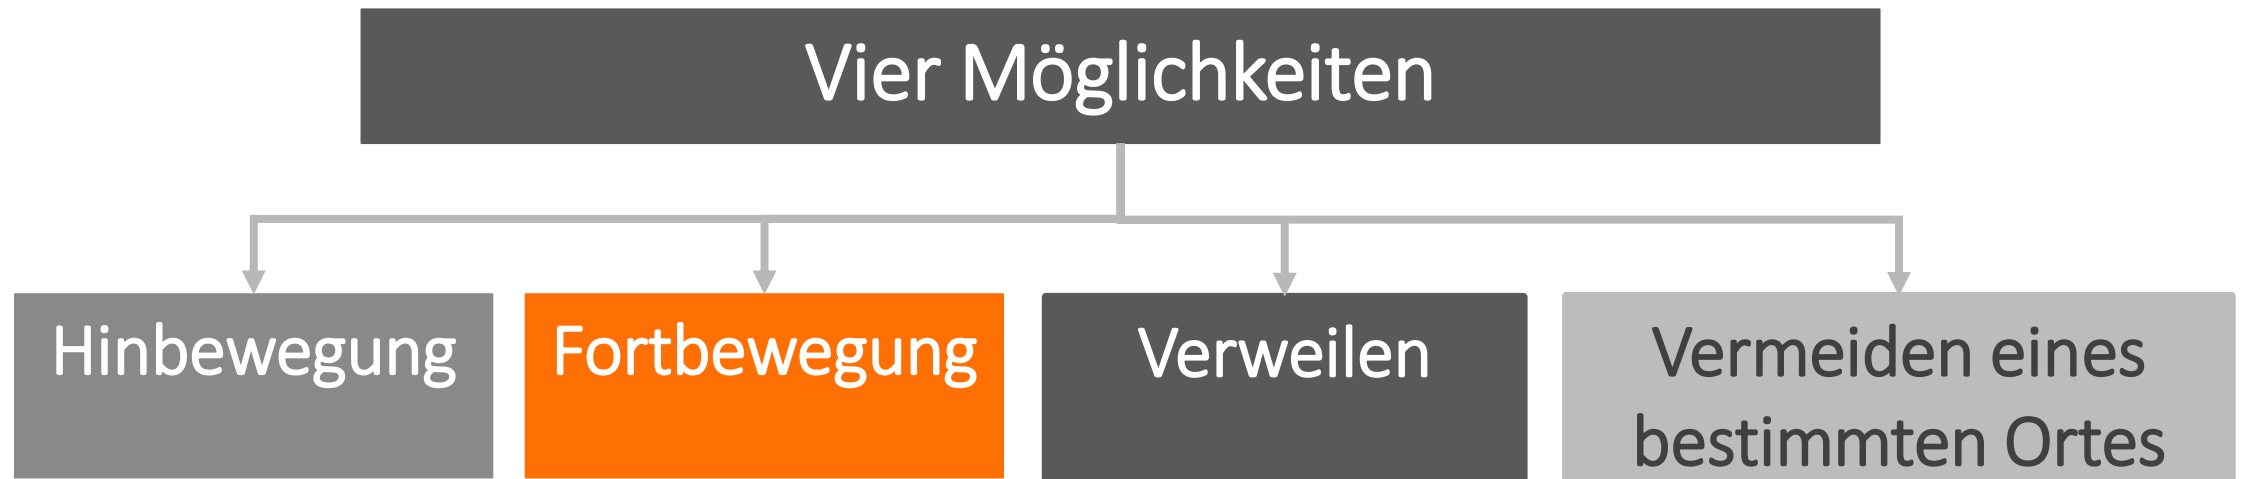 Vier Möglichkeiten
Hinbewegung
Fortbewegung
Verweilen
Vermeiden eines
bestimmten Ortes